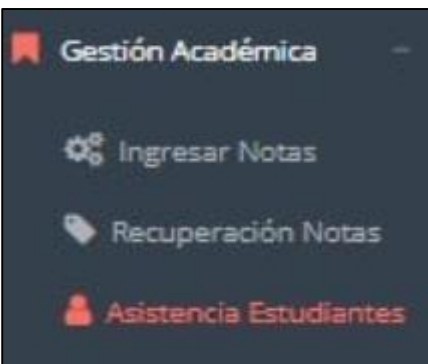 Gestión Académica
Ingresar Notas
Recuperación Notas
Asistencia Estudiantes